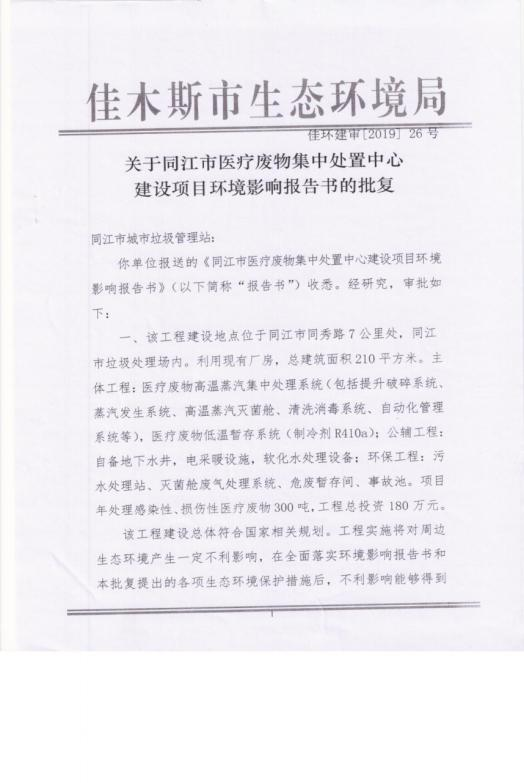 佳木斯市生态环境局
佳环建审[2019] 26 号
关于同江市医疗废物集中处置中心
建设项目环境影响报告书的批复
同江市城市垃圾管理站：
你单位报送的《同江市医疗废物集中处置中心建设项目环境
影响报告书》（以下简称“报告书”）收悉。经研究，审批如
下：
一、该工程建设地点位于同江市同秀路 7 公里处，同江
市垃圾处理场内。利用现有厂房，总建筑面积 210 平方米。主
体工程：医疗废物高温蒸汽集中处理系统（包括提升破碎系统、
蒸汽发生系统、高温蒸汽灭菌舱、清洗消毒系统、自动化管理
系统等），医疗废物低温暂存系统（制冷剂 R410a）；公辅工程：
自备地下水井，电采暖设施，软化水处理设备；环保工程：污
水处理站、灭菌舱废气处理系统、危废暂存间、事故池。项目
年处理感染性、损伤性医疗废物 300 吨，工程总投资 180 万元。
该工程建设总体符合国家相关规划。工程实施将对周边
生态环境产生一定不利影响，在全面落实环境影响报告书和
本批复提出的各项生态环境保护措施后，不利影响能够得到
1